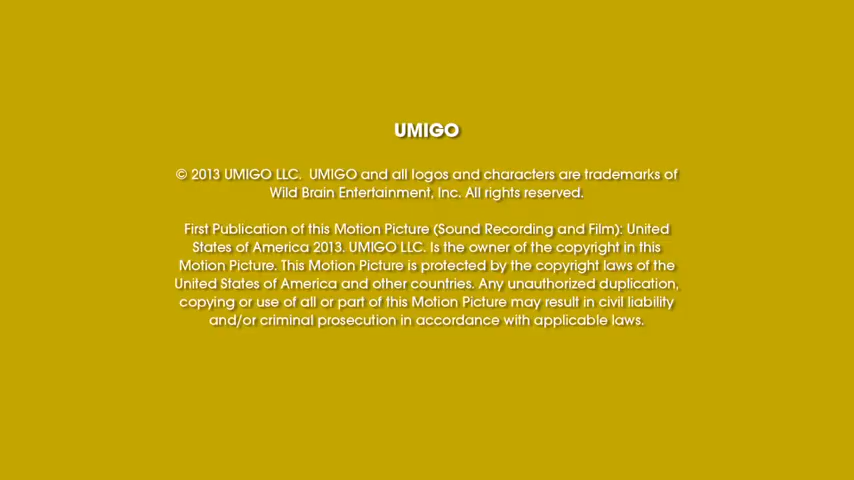 UMIGO
© 2013 UMIGO LLC.  UMIGO and all logos and characters are trademarks of
Wild Brain Entertainment, Inc. All rights reserved.
First Publication of this Motion Picture (Sound Recording and Film): United
States of America 2013. UMIGO LLC. Is the owner of the copyright in this
Motion Picture. This Motion Picture is protected by the copyright laws of the
United States of America and other countries. Any unauthorized duplication,
copying or use of all or part of this Motion Picture may result in civil liability
and/or criminal prosecution in accordance with applicable laws.